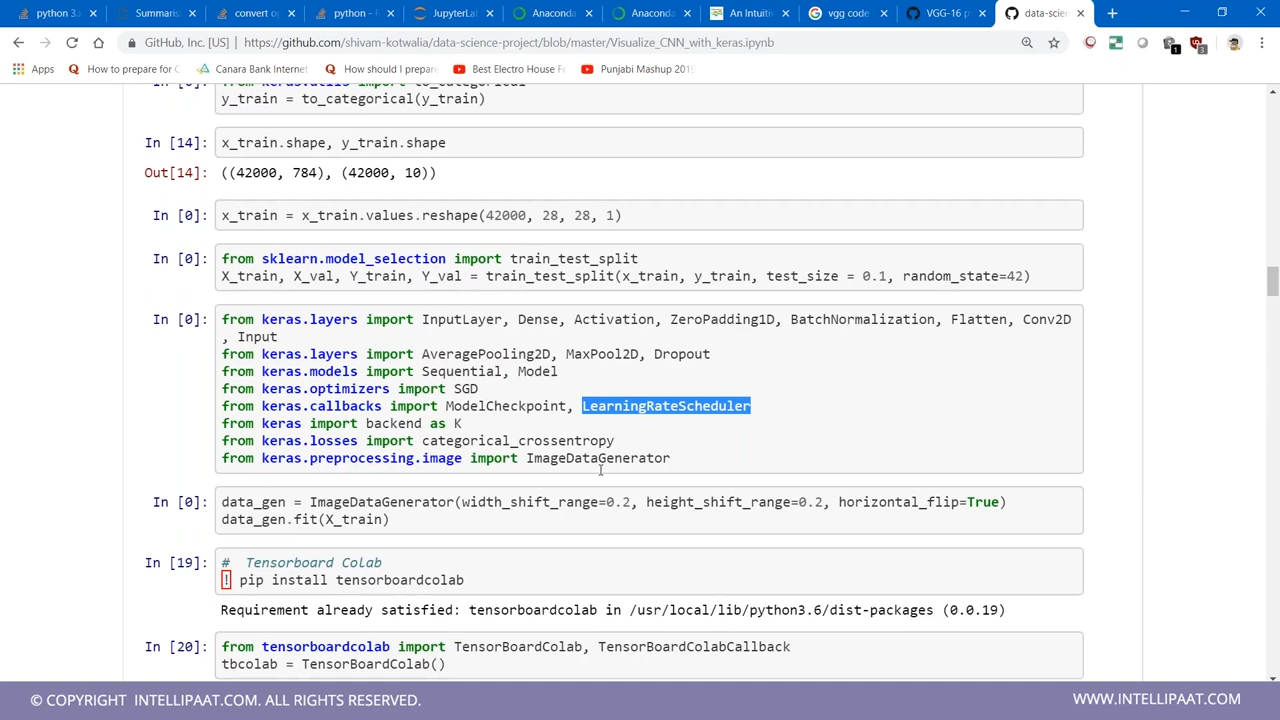 python 3.x
Summaris
convert o
python - R
JupyterLa
Anaconda
Anaconda
An Intuitiv
vgg code
VGG-16 p
data-scien
GitHub, Inc. [US] | https://github.com/shivam-kotwalia/data-science-project/blob/master/Visualize_CNN_with_keras.ipynb
Apps How to prepare for C Canara Bank Internet How should I prepare Best Electro House Fe Punjabi Mashup 2019
y_train = to_categorical(y_train)
In [14]: x_train.shape, y_train.shape
Out[14]: ((42000, 784), (42000, 10))
In [0]: x_train = x_train.values.reshape(42000, 28, 28, 1)
In [0]: from sklearn.model_selection import train_test_split
X_train, X_val, Y_train, Y_val = train_test_split(x_train, y_train, test_size = 0.1, random_state=42)
In [0]: from keras.layers import InputLayer, Dense, Activation, ZeroPadding1D, BatchNormalization, Flatten, Conv2D
, Input
from keras.layers import AveragePooling2D, MaxPool2D, Dropout
from keras.models import Sequential, Model
from keras.optimizers import SGD
from keras.callbacks import ModelCheckpoint, LearningRateScheduler
from keras import backend as K
from keras.losses import categorical_crossentropy
from keras.preprocessing.image import ImageDataGenerator
In [0]: data_gen = ImageDataGenerator(width_shift_range=0.2, height_shift_range=0.2, horizontal_flip=True)
data_gen.fit(X_train)
In [19]: #  Tensorboard Colab
! pip install tensorboardcolab
Requirement already satisfied: tensorboardcolab in /usr/local/lib/python3.6/dist-packages (0.0.19)
In [20]: from tensorboardcolab import TensorBoardColab, TensorBoardColabCallback
tbcolab = TensorBoardColab()
© COPYRIGHT INTELLIPAAT.COM. ALL RIGHTS RESERVED.
WWW.INTELLIPAAT.COM